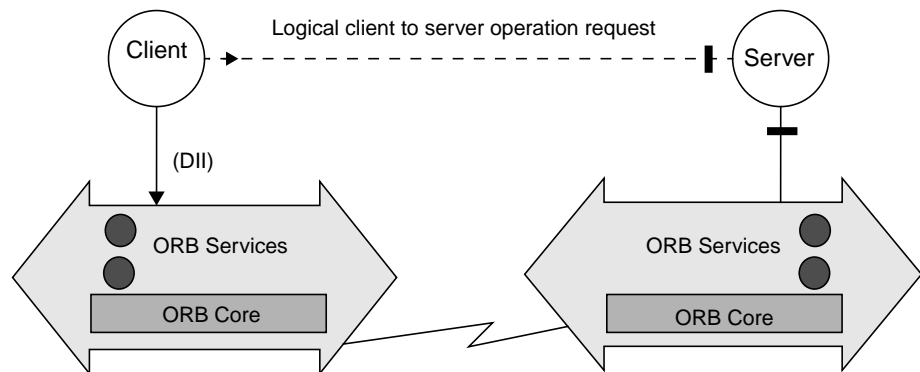 Logical client to server operation request
Client
Server
(DII)
ORB Services
ORB Services
ORB Core
ORB Core